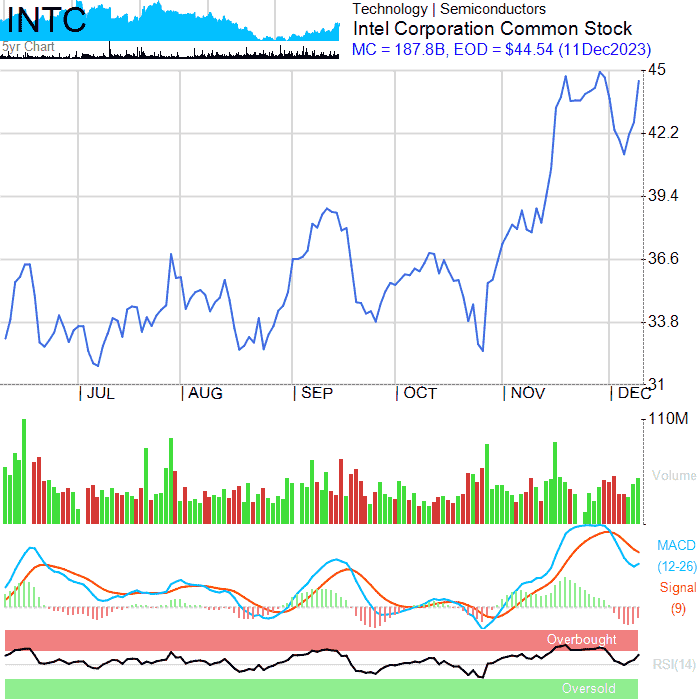 INTC
5yr Chart
Technology | Semiconductors
Intel Corporation Common Stock
MC = 187.8B, EOD = $44.54 (11Dec2023)
45
42.2
39.4
36.6
33.8
31
JUL AUG SEP OCT NOV DEC
110M
Volume
MACD
(12-26)
Signal
(9)
Overbought
RSI(14)
Oversold